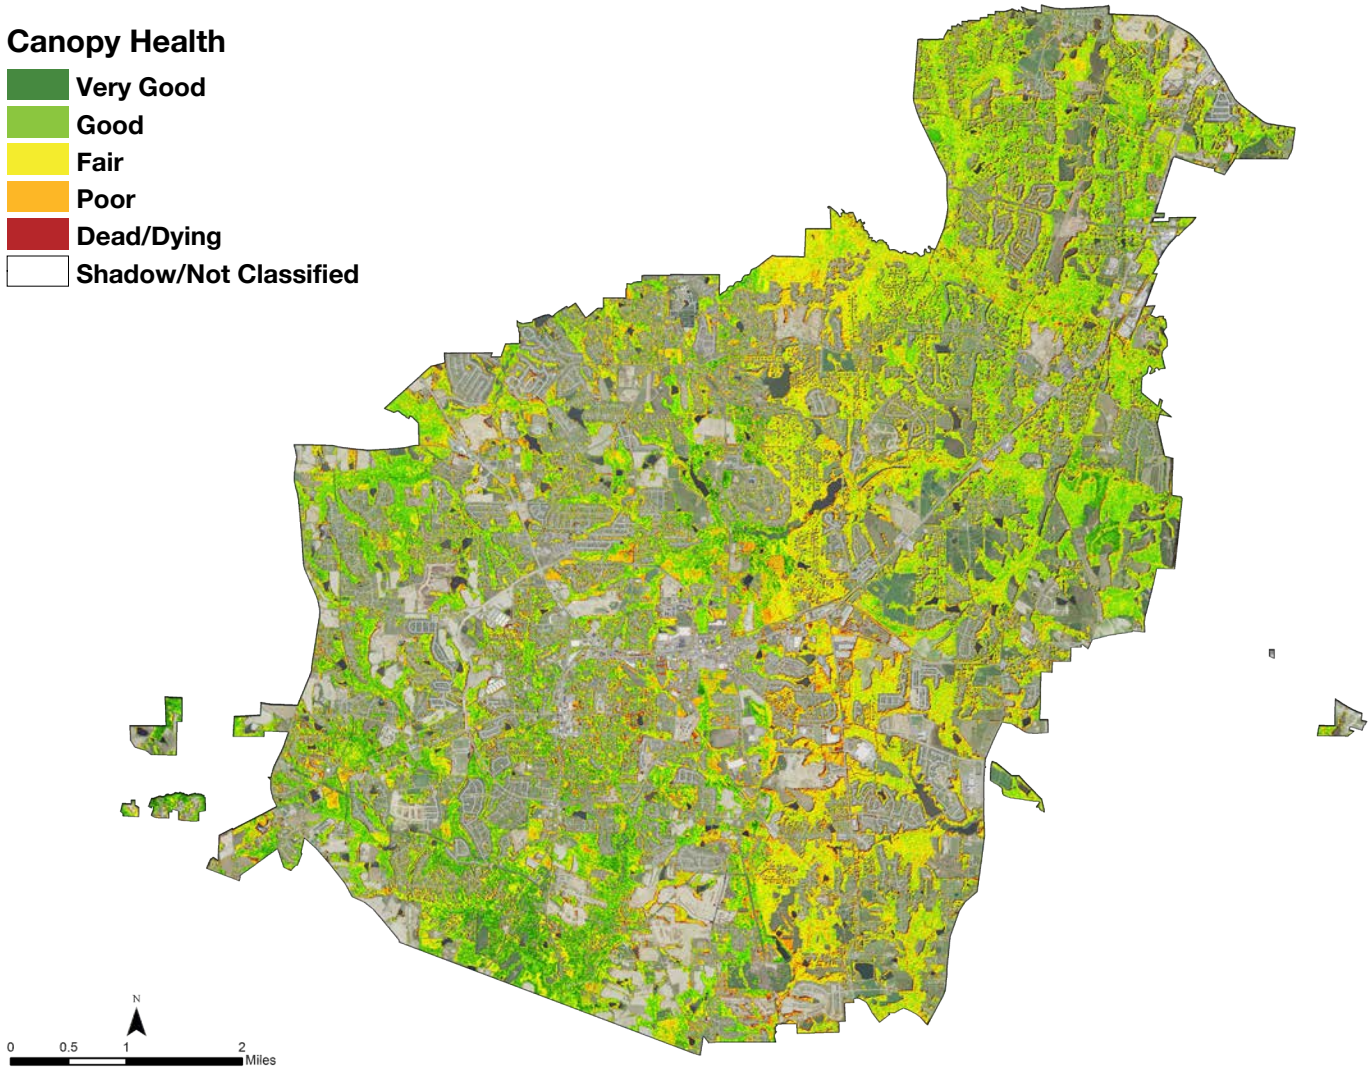 Canopy Health
Very Good
Good
Fair
Poor
Dead/Dying
Shadow/Not Classified
N
0 0.5 1 2
Miles